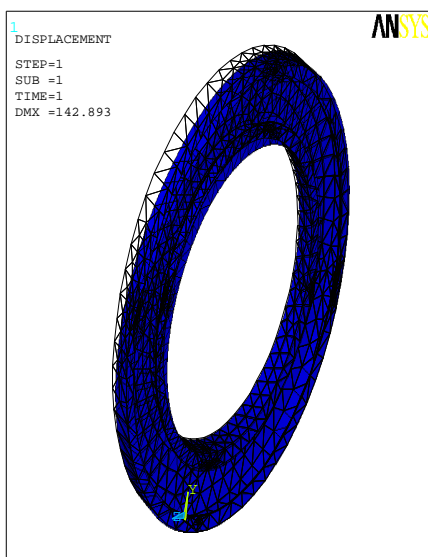 1
ANSYS
DISPLACEMENT
STEP=1
SUB =1
TIME=1
DMX =142.893
Y
Z